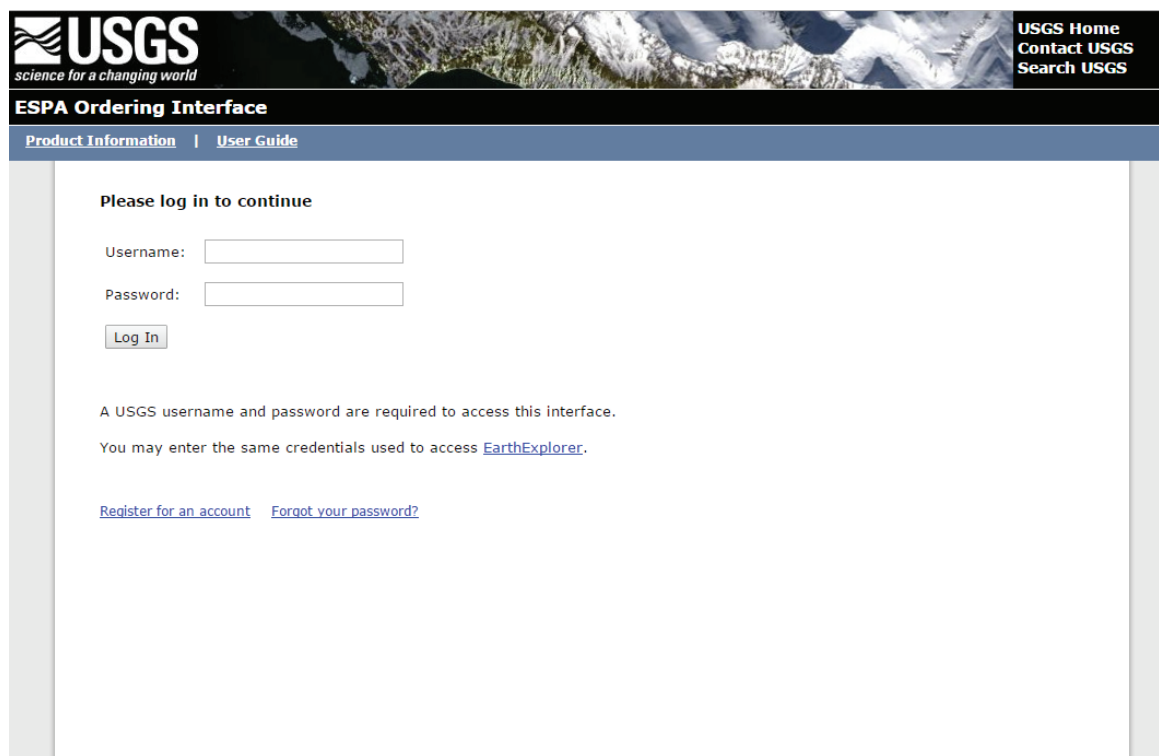 USGS
science for a changing world
USGS Home
Contact USGS
Search USGS
ESPA Ordering Interface
Product Information | User Guide
Please log in to continue
Username:
Password:
Log In
A USGS username and password are required to access this interface.
You may enter the same credentials used to access EarthExplorer.
Register for an account Forgot your password?